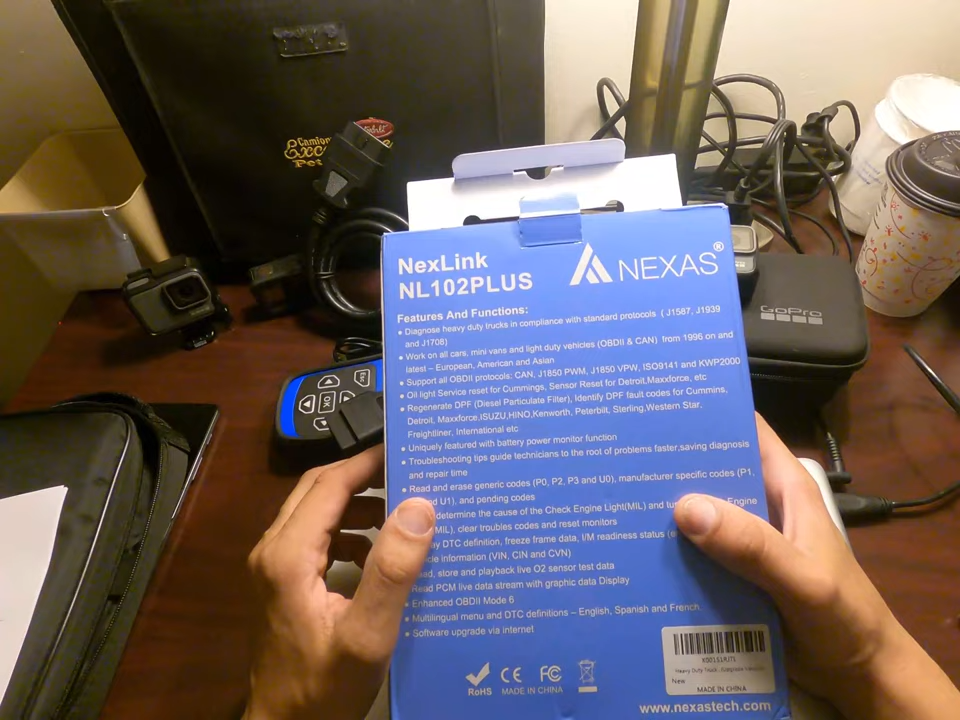 Camion
GoPro
NexLink
NL102PLUS
NEXAS®
Features And Functions:
• Diagnose heavy duty trucks in compliance with standard protocols ( J1587, J1939
and J1708)
• Work on all cars, mini vans and light duty vehicles (OBDII & CAN) from 1996 on and
latest – European, American and Asian
• Support all OBDII protocols: CAN, J1850 PWM, J1850 VPW, ISO9141 and KWP2000
• Oil light Service reset for Cummings, Sensor Reset for Detroit,Maxxforce, etc
• Regenerate DPF (Diesel Particulate Filter), Identify DPF fault codes for Cummins,
Detroit, Maxxforce,ISUZU,HINO,Kenworth, Peterbilt, Sterling,Western Star,
Freightliner, International etc
• Uniquely featured with battery power monitor function
• Troubleshooting tips guide technicians to the root of problems faster,saving diagnosis
and repair time
• Read and erase generic codes (P0, P2, P3 and U0), manufacturer specific codes (P1,
U1), and pending codes
determine the cause of the Check Engine Light(MIL) and Engine
(MIL), clear troubles codes and reset monitors
DTC definition, freeze frame data, I/M readiness status
information (VIN, CIN and CVN)
store and playback live O2 sensor test data
Read PCM live data stream with graphic data Display
• Enhanced OBDII Mode 6
• Multilingual menu and DTC definitions – English, Spanish and French.
• Software upgrade via internet
RoHS
CE FC
MADE IN CHINA
Heavy Duty Truck
New
MADE IN CHINA
www.nexastech.com
ESC
OK